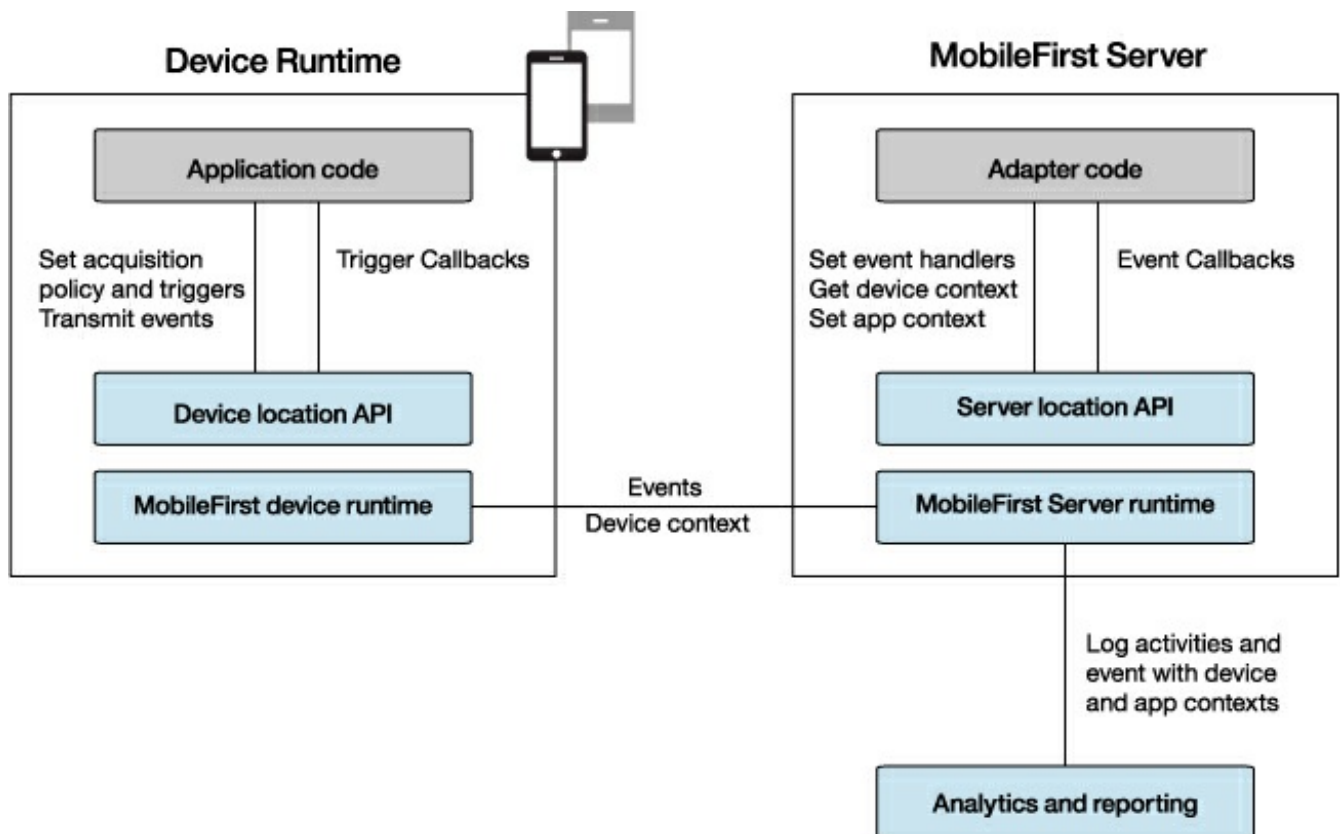 Device Runtime
MobileFirst Server
Application code
Adapter code
Set acquisition
policy and triggers
Transmit events
Trigger Callbacks
Set event handlers
Get device context
Set app context
Event Callbacks
Device location API
Server location API
MobileFirst device runtime
Events
Device context
MobileFirst Server runtime
Log activities and
event with device
and app contexts
Analytics and reporting